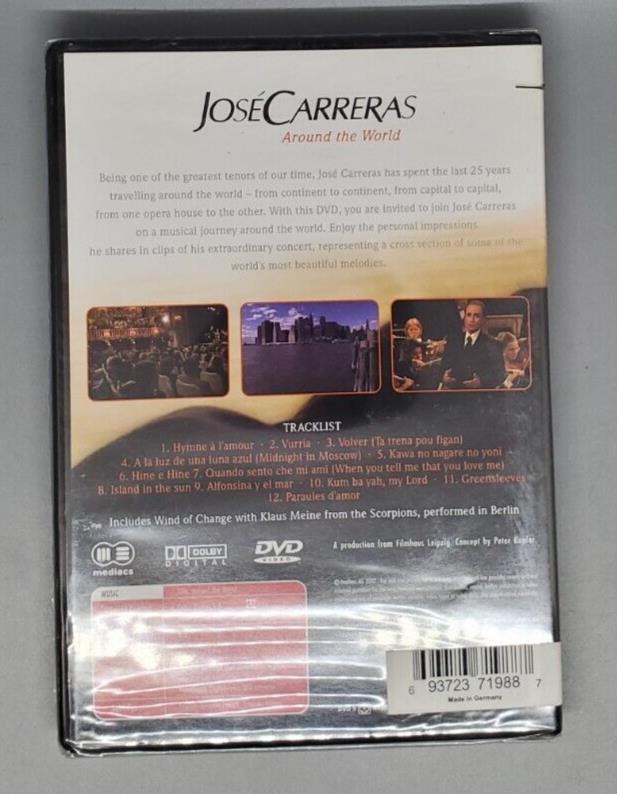 JOSÉ CARRERAS
Around the World
Being one of the greatest tenors of our time, José Carreras has spent the last 25 years
travelling around the world – from continent to continent, from capital to capital,
from one opera house to the other. With this DVD, you are invited to join José Carreras
on a musical journey around the world. Enjoy the personal impressions
he shares in clips of his extraordinary concert, representing a cross section of some of the
world's most beautiful melodies.
TRACKLIST
1. Hymne à l'amour · 2. Vurria · 3. Volver (Ta trena pou figan)
4. A la luz de una luna azul (Midnight in Moscow) · 5. Kawa no nagare no yoni
6. Hine e Hine 7. Quando sento che mi ami (When you tell me that you love me)
8. Island in the sun 9. Alfonsina y el mar · 10. Kum ba yah, my Lord · 11. Greensleeves
12. Paraules d'amor
Includes Wind of Change with Klaus Meine from the Scorpions, performed in Berlin
mediacs
DOLBY
DIGITAL
DVD
VIDEO
A production from Filmhaus Leipzig. Concept by Peter
MUSIC
6 93723 71988 7
Made in Germany